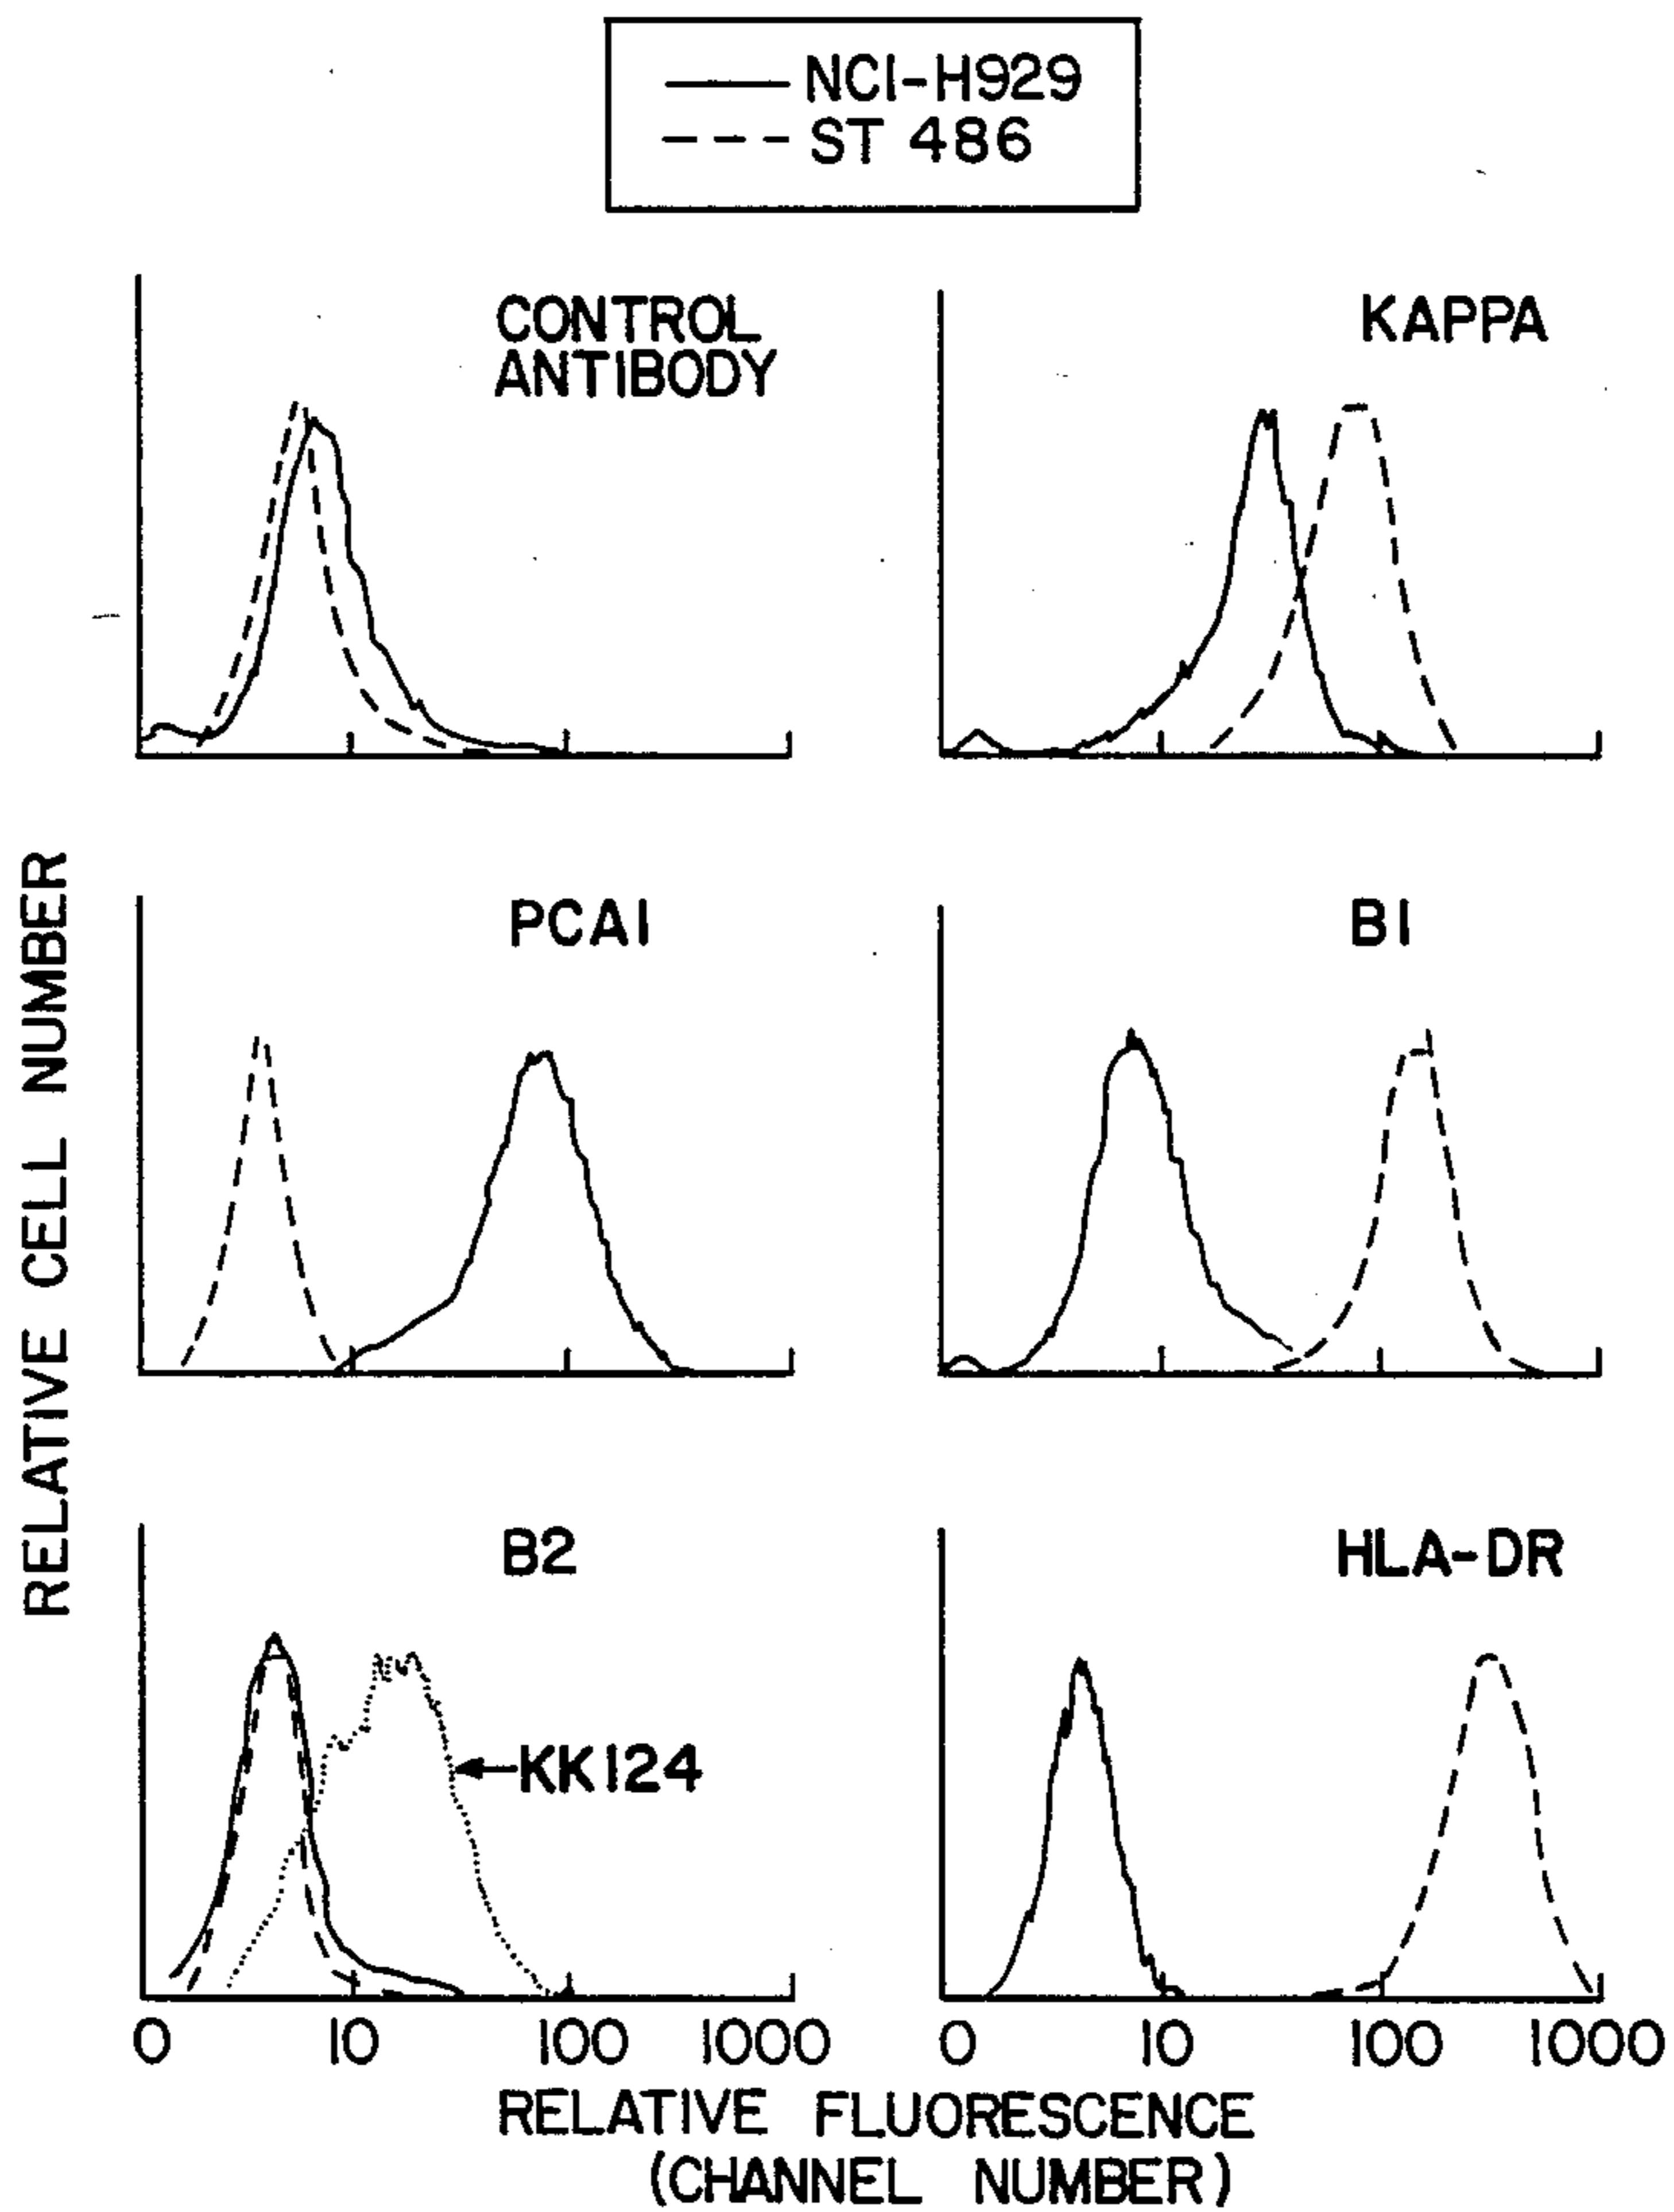 NCI-H929
ST 486
CONTROL
ANTIBODY
KAPPA
PCA1
B1
B2
HLA-DR
KK124
RELATIVE CELL NUMBER
0 10 100 1000
0 10 100 1000
RELATIVE FLUORESCENCE
(CHANNEL NUMBER)